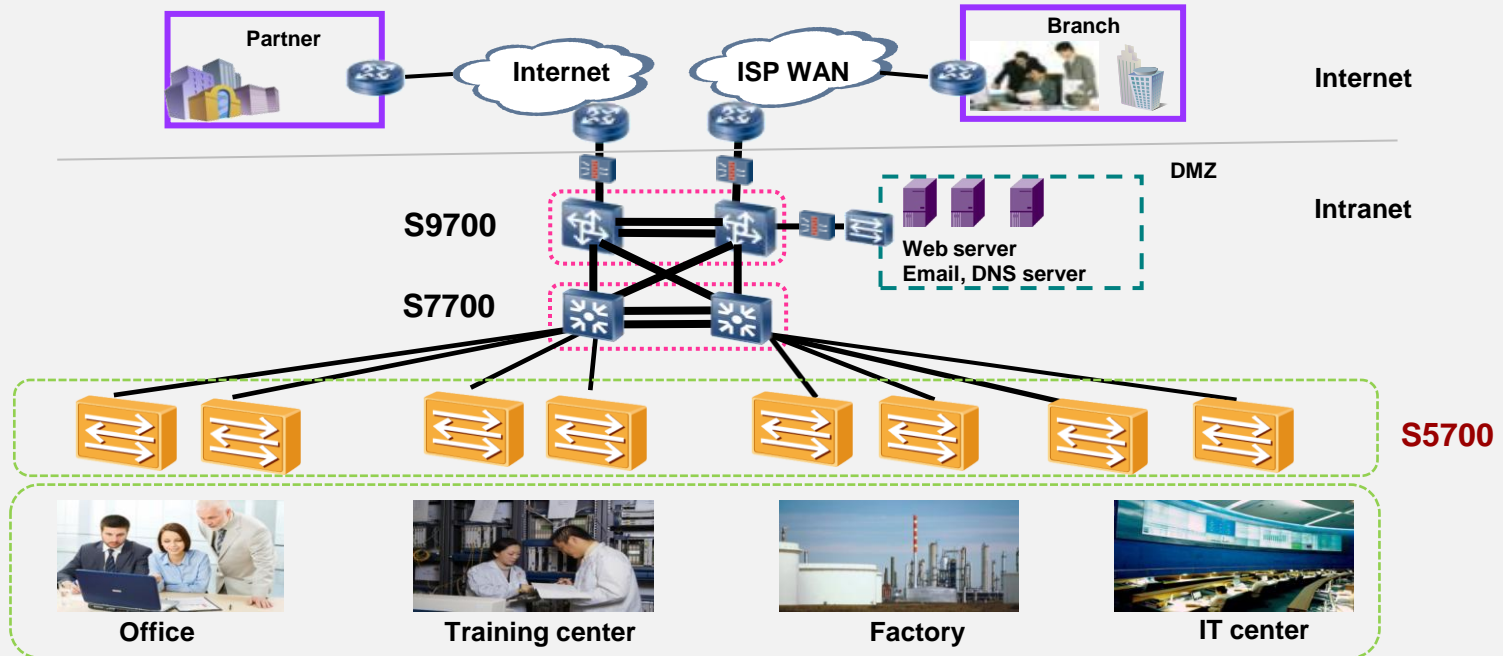 Partner
Internet
ISP WAN
Branch
Internet
DMZ
Intranet
S9700
Web server
Email, DNS server
S7700
S5700
Office
Training center
Factory
IT center